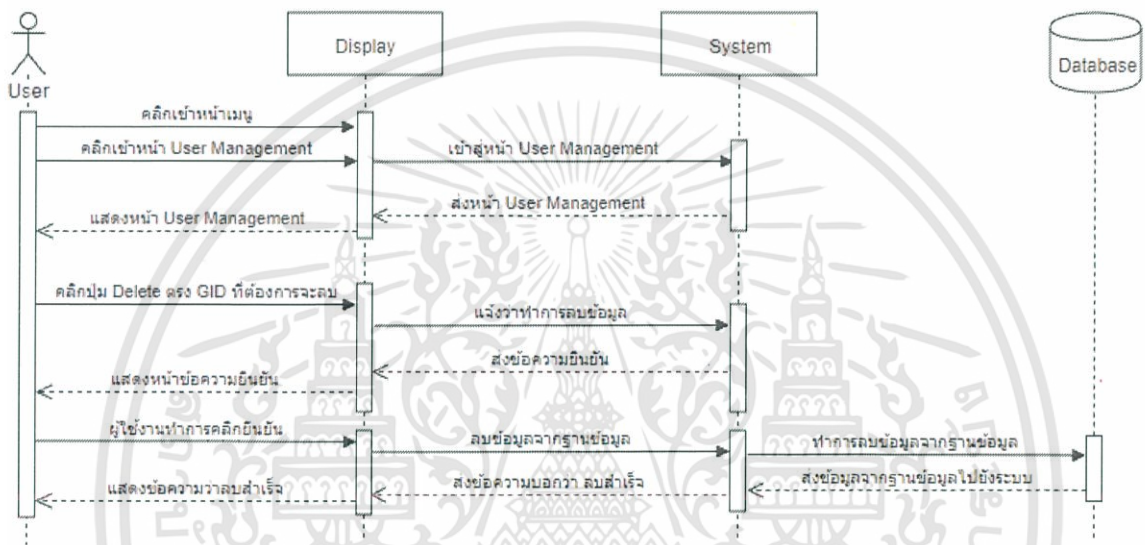 User
Display
System
Database
คลิกเข้าหน้าเมนู
คลิกเข้าหน้า User Management
เข้าสู่หน้า User Management
ส่งหน้า User Management
แสดงหน้า User Management
คลิกปุ่ม Delete ตรง GID ที่ต้องการจะลบ
แจ้งว่าทำการลบข้อมูล
ส่งข้อความยืนยัน
แสดงหน้าข้อความยืนยัน
ผู้ใช้งานทำการคลิกยืนยัน
ลบข้อมูลจากฐานข้อมูล
ทำการลบข้อมูลจากฐานข้อมูล
ส่งข้อมูลจากฐานข้อมูลไปยังระบบ
ส่งข้อความบอกว่า ลบสำเร็จ
แสดงข้อความว่าลบสำเร็จ